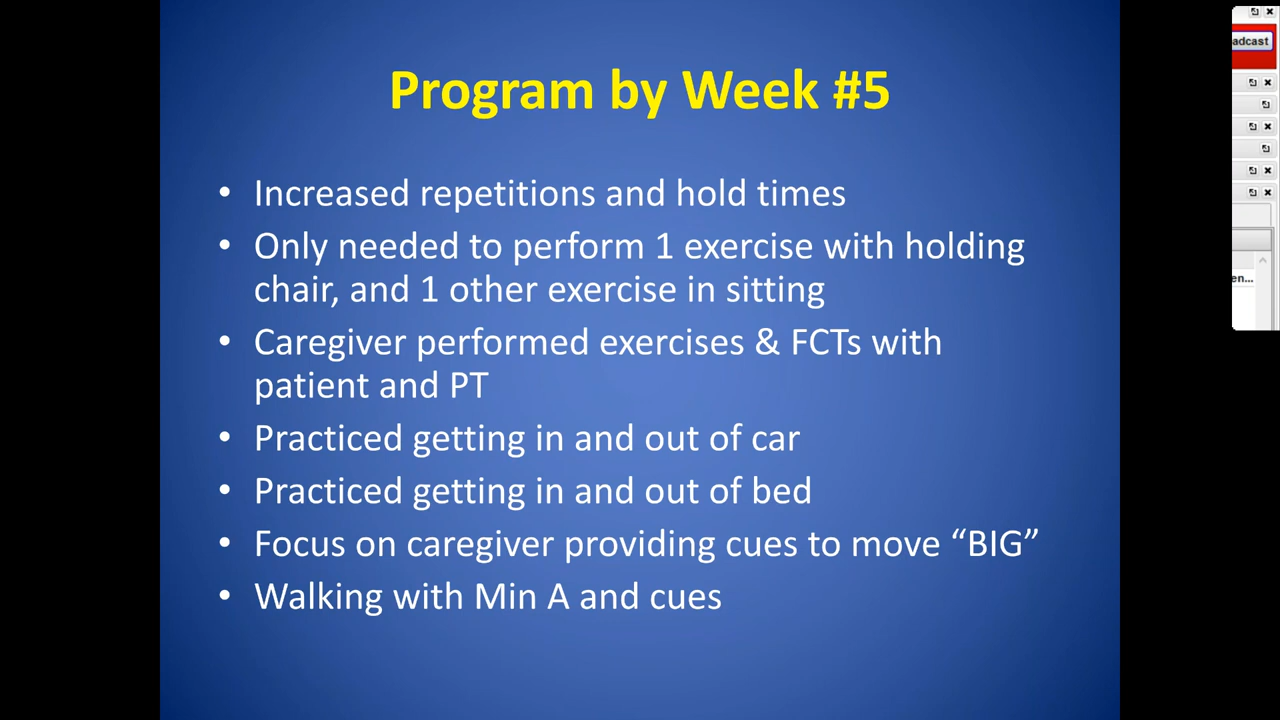 Program by Week #5
• Increased repetitions and hold times
• Only needed to perform 1 exercise with holding
chair, and 1 other exercise in sitting
• Caregiver performed exercises & FCTs with
patient and PT
• Practiced getting in and out of car
• Practiced getting in and out of bed
• Focus on caregiver providing cues to move “BIG”
• Walking with Min A and cues
adcast
en...